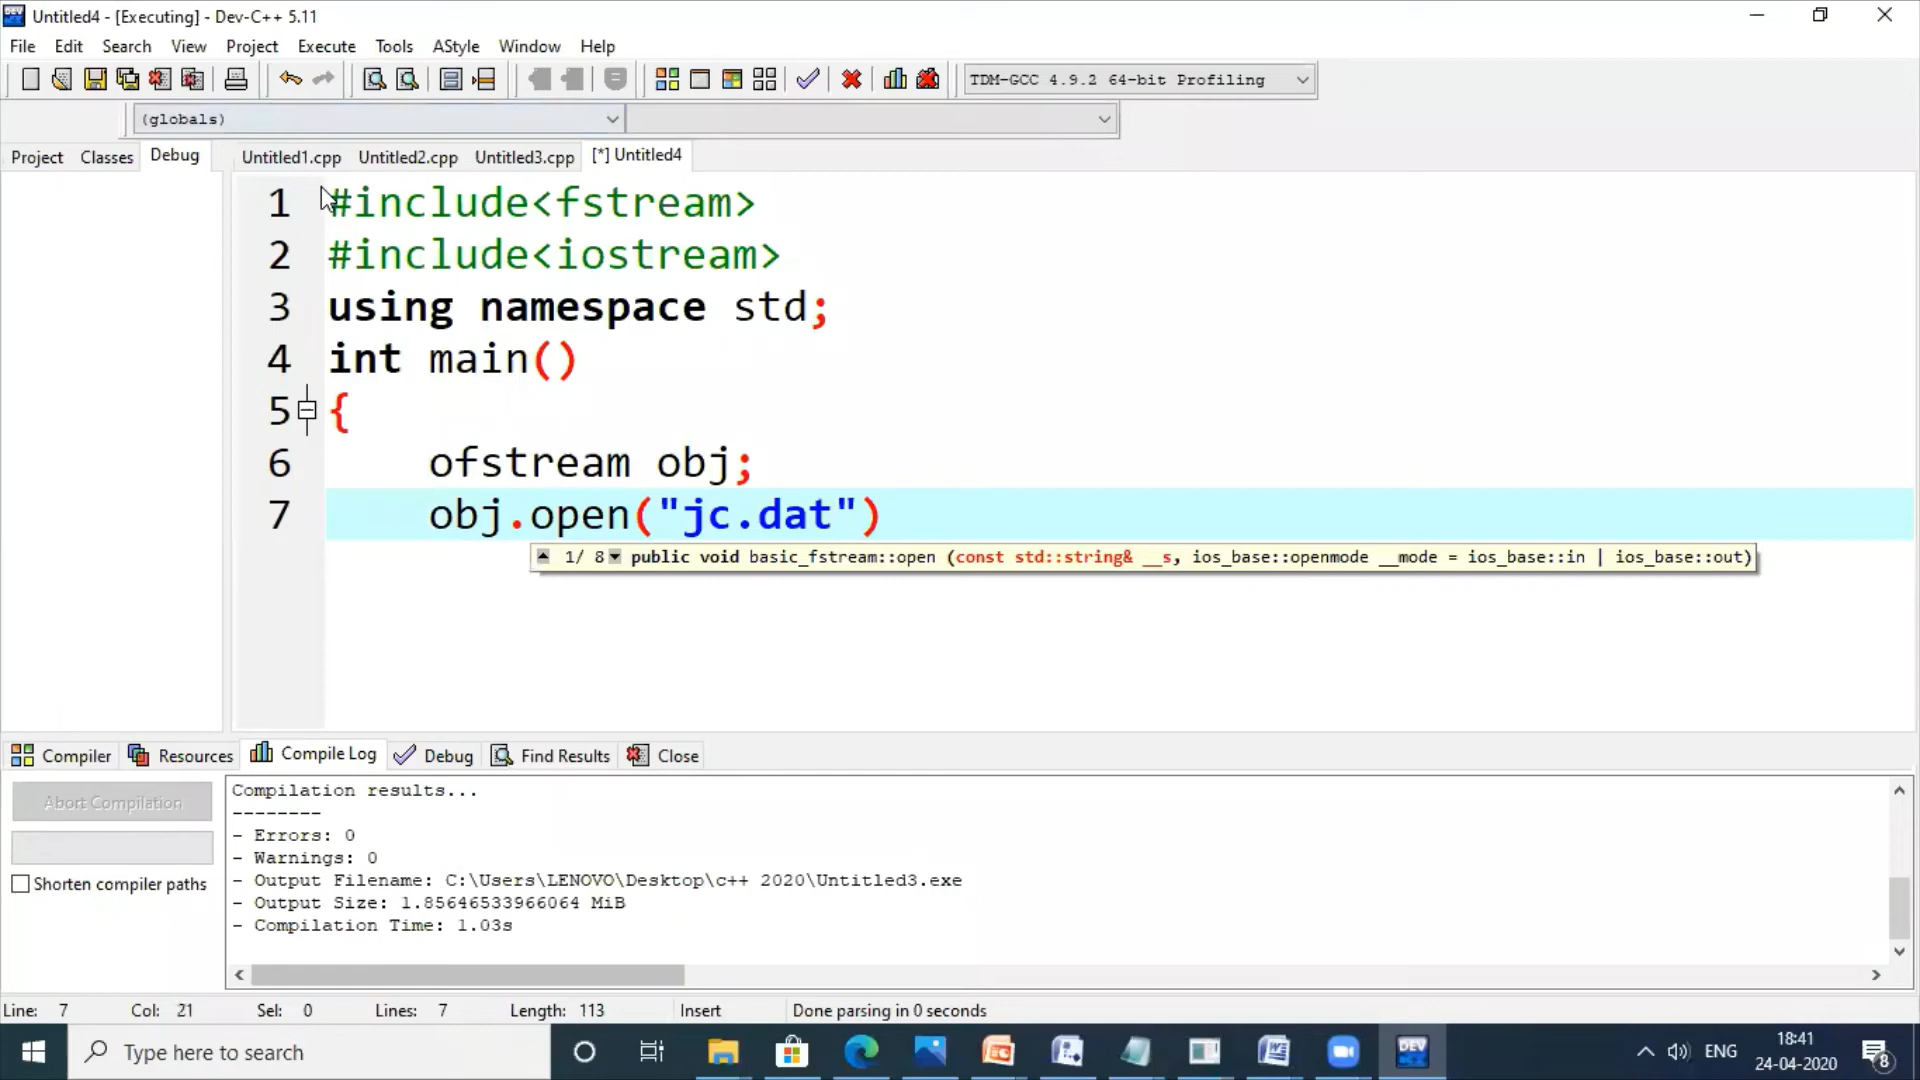 Untitled4 - [Executing] - Dev-C++ 5.11
File Edit Search View Project Execute Tools AStyle Window Help
TDM-GCC 4.9.2 64-bit Profiling
(globals)
Project Classes Debug Untitled1.cpp Untitled2.cpp Untitled3.cpp [*] Untitled4
1 #include<fstream>
2 #include<iostream>
3 using namespace std;
4 int main()
5 {
6 ofstream obj;
7 obj.open("jc.dat")
1/ 8 public void basic_fstream::open (const std::string& __s, ios_base::openmode __mode = ios_base::in | ios_base::out)
Compiler Resources Compile Log Debug Find Results Close
Abort Compilation
Shorten compiler paths
Compilation results...
--------
- Errors: 0
- Warnings: 0
- Output Filename: C:\Users\LENOVO\Desktop\c++ 2020\Untitled3.exe
- Output Size: 1.85646533966064 MiB
- Compilation Time: 1.03s
Line: 7 Col: 21 Sel: 0 Lines: 7 Length: 113 Insert Done parsing in 0 seconds
Type here to search
DEV
ENG
18:41
24-04-2020
8